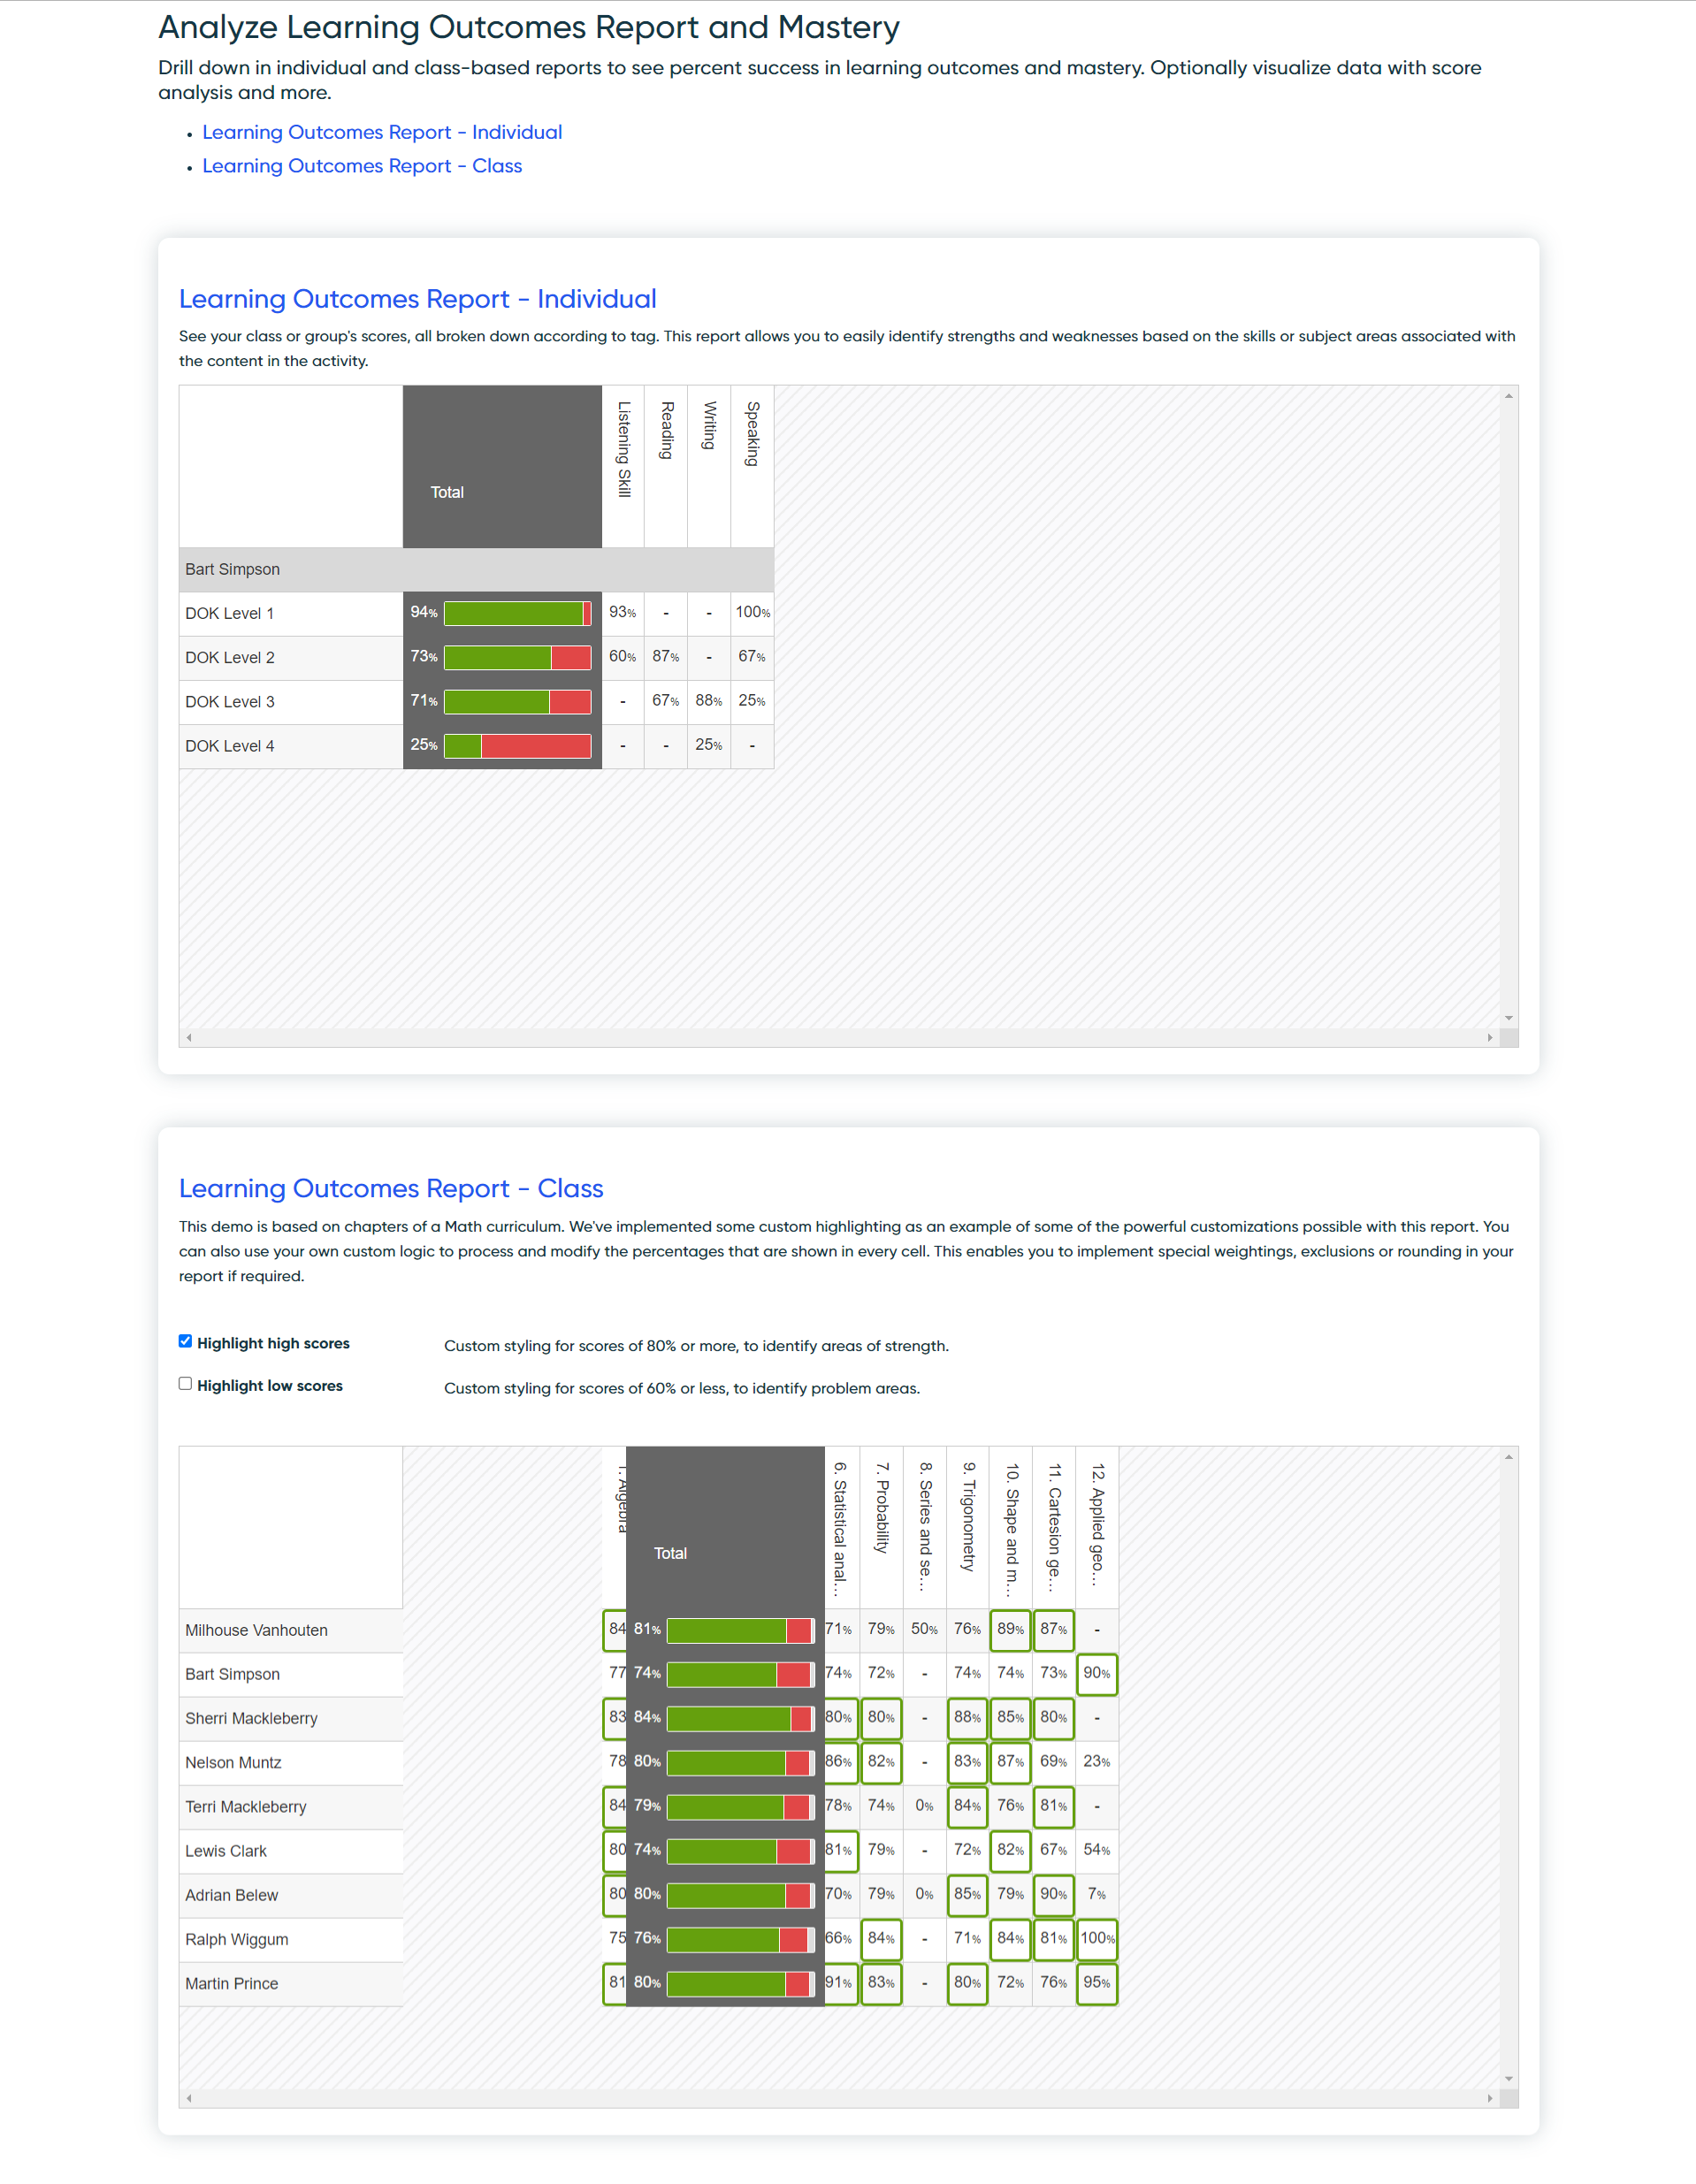 Analyze Learning Outcomes Report and Mastery
Drill down in individual and class-based reports to see percent success in learning outcomes and mastery. Optionally visualize data with score
analysis and more.
• Learning Outcomes Report - Individual
• Learning Outcomes Report - Class
Learning Outcomes Report - Individual
See your class or group's scores, all broken down according to tag. This report allows you to easily identify strengths and weaknesses based on the skills or subject areas associated with
the content in the activity.
Total Listening Skill Reading Writing Speaking
Bart Simpson
DOK Level 1 94% 93% - - 100%
DOK Level 2 73% 60% 87% - 67%
DOK Level 3 71% - 67% 88% 25%
DOK Level 4 25% - - 25% -
Learning Outcomes Report - Class
This demo is based on chapters of a Math curriculum. We've implemented some custom highlighting as an example of some of the powerful customizations possible with this report. You
can also use your own custom logic to process and modify the percentages that are shown in every cell. This enables you to implement special weightings, exclusions or rounding in your
report if required.
Highlight high scores Custom styling for scores of 80% or more, to identify areas of strength.
Highlight low scores Custom styling for scores of 60% or less, to identify problem areas.
1. Algebra Total 6. Statistical anal... 7. Probability 8. Series and se... 9. Trigonometry 10. Shape and m... 11. Cartesion ge... 12. Applied geo...
Milhouse Vanhouten 84 81% 71% 79% 50% 76% 89% 87% -
Bart Simpson 77 74% 74% 72% - 74% 74% 73% 90%
Sherri Mackleberry 83 84% 80% 80% - 88% 85% 80% -
Nelson Muntz 78 80% 86% 82% - 83% 87% 69% 23%
Terri Mackleberry 84 79% 78% 74% 0% 84% 76% 81% -
Lewis Clark 80 74% 81% 79% - 72% 82% 67% 54%
Adrian Belew 80 80% 70% 79% 0% 85% 79% 90% 7%
Ralph Wiggum 75 76% 66% 84% - 71% 84% 81% 100%
Martin Prince 81 80% 91% 83% - 80% 72% 76% 95%